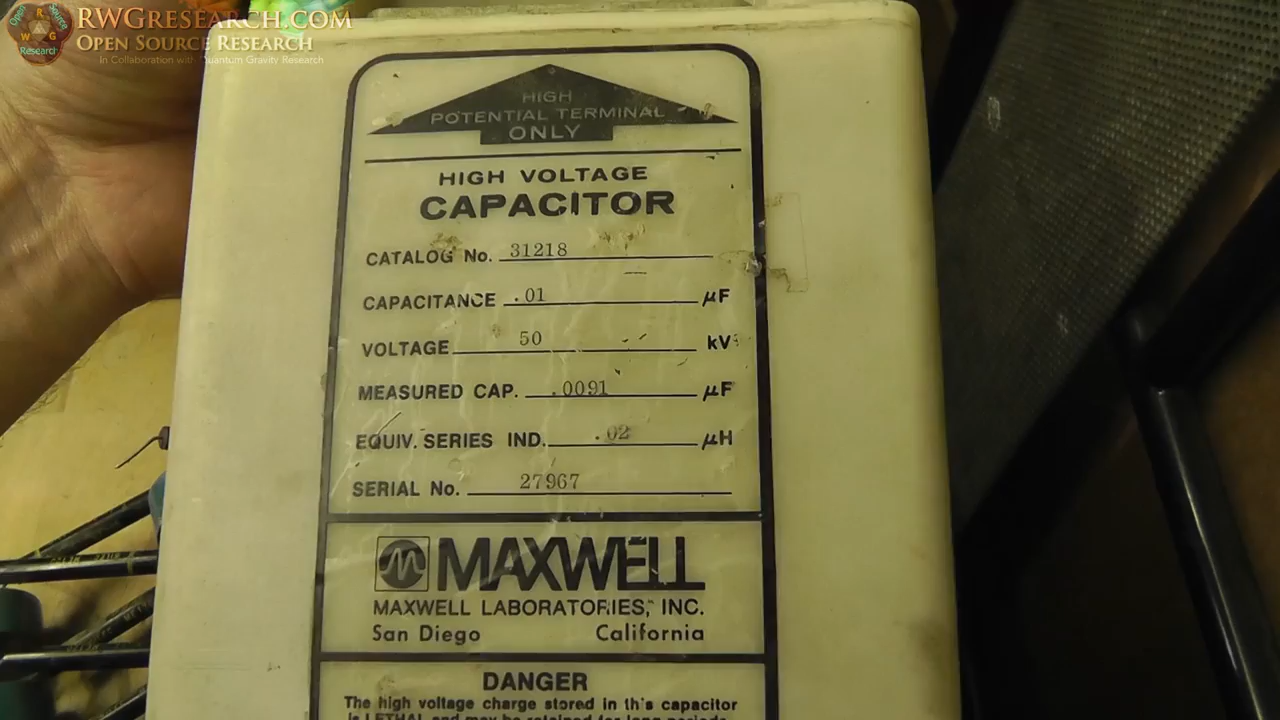 RWGRESEARCH.COM
OPEN SOURCE RESEARCH
in Collaboration with Quantum Gravity Research
Open Source
R
W G
Research
HIGH
POTENTIAL TERMINAL
ONLY
HIGH VOLTAGE
CAPACITOR
CATALOG No. 31218
CAPACITANCE .01 µF
VOLTAGE 50 kV
MEASURED CAP. .0091 µF
EQUIV. SERIES IND. .02 µH
SERIAL No. 27967
MAXWELL
MAXWELL LABORATORIES, INC.
San Diego California
DANGER
The high voltage charge stored in this capacitor
is LETHAL and may be retained for long periods